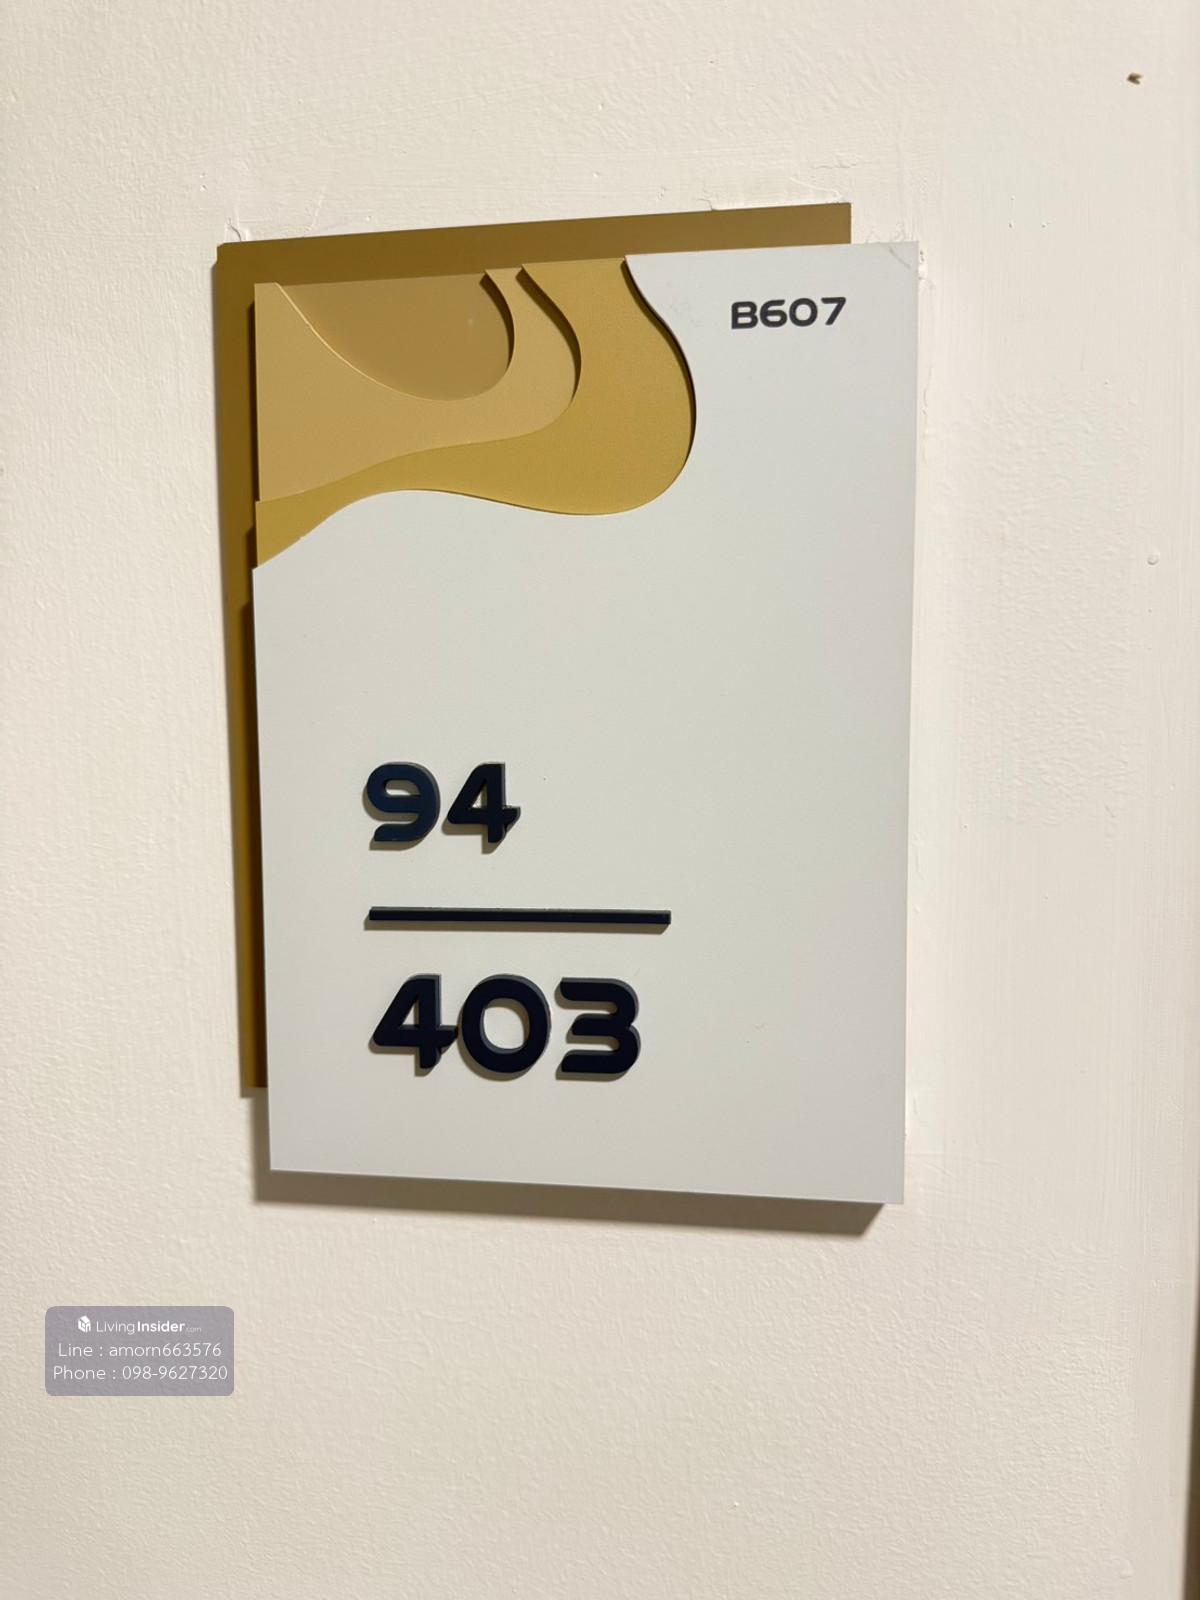 B607
94
403
LivingInsider.com
Line : amorn663576
Phone : 098-9627320